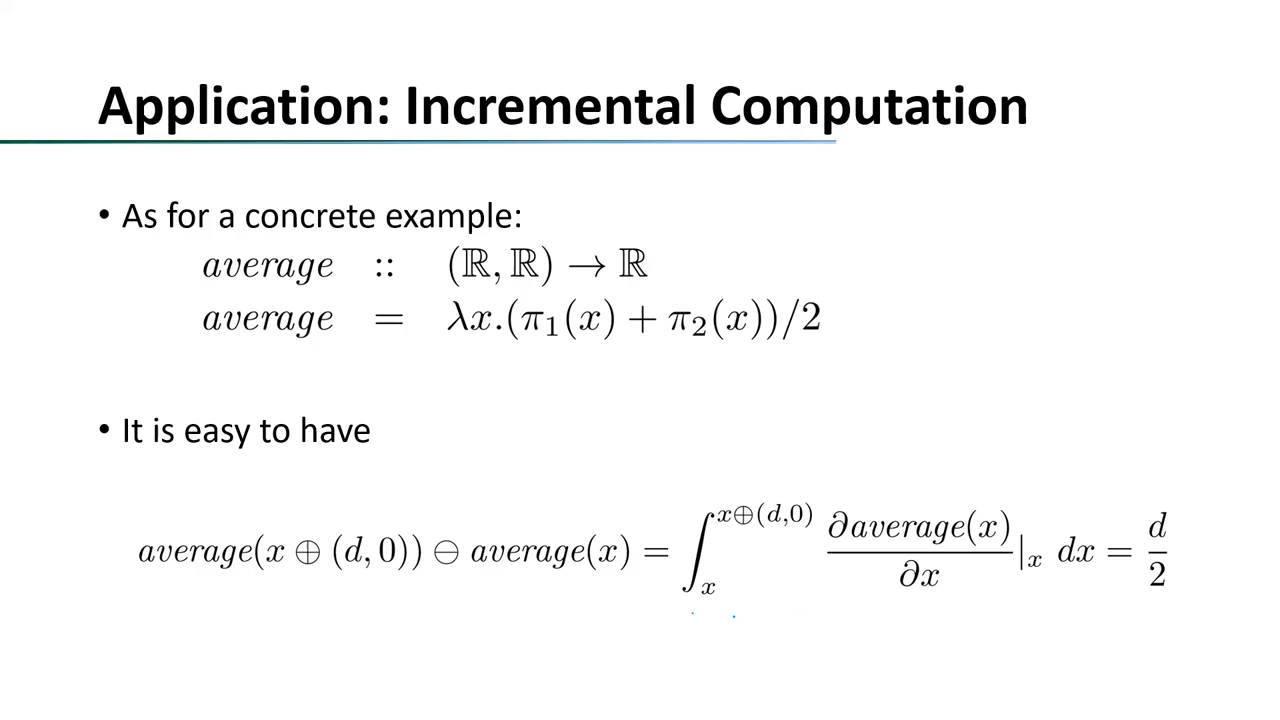 Application: Incremental Computation
• As for a concrete example:
average :: (ℝ, ℝ) → ℝ
average = λx.(π₁(x) + π₂(x))/2
• It is easy to have
average(x ⊕ (d, 0)) ⊖ average(x) = ∫ₓ^{x⊕(d,0)} ∂average(x)/∂x |ₓ dx = d/2